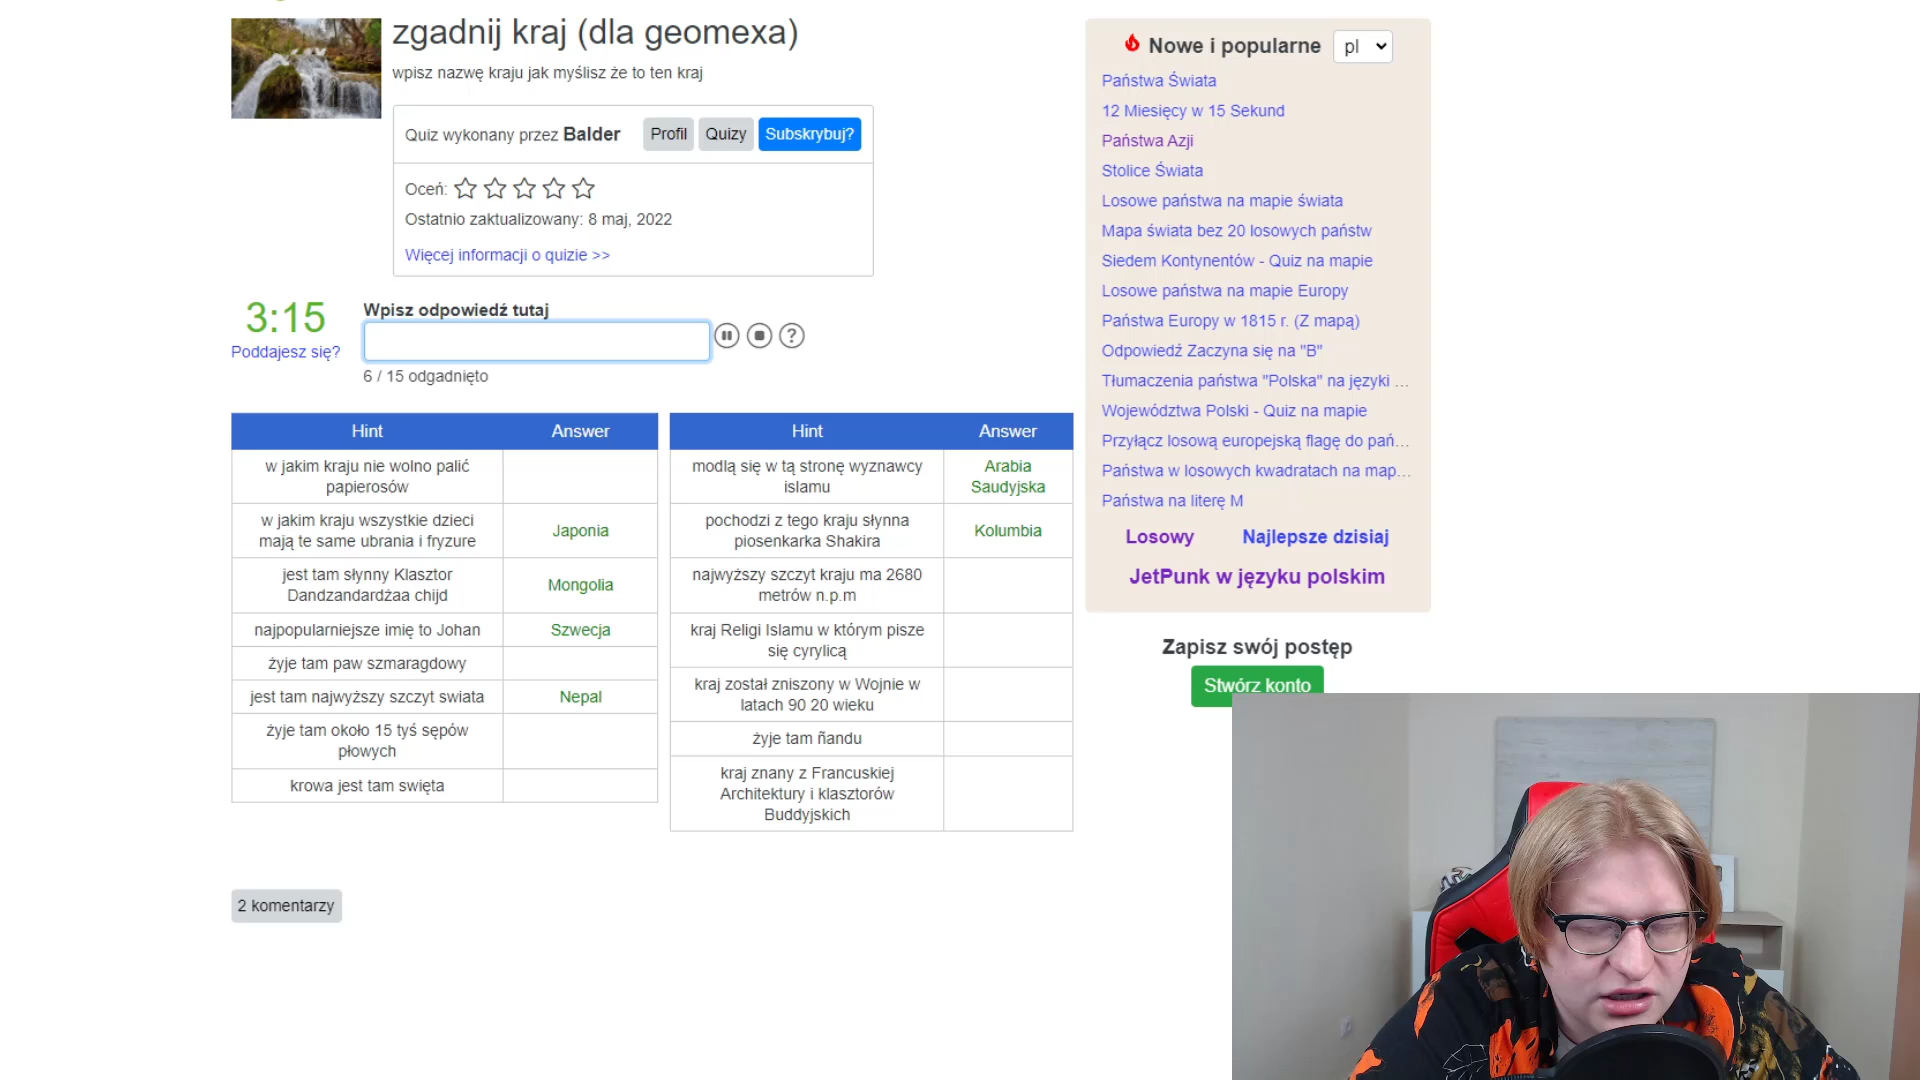 zgadnij kraj (dla geomexa)
wpisz nazwę kraju jak myślisz że to ten kraj
Quiz wykonany przez Balder
Profil
Quizy
Subskrybuj?
Oceń:
Ostatnio zaktualizowany: 8 maj, 2022
Więcej informacji o quizie >>
3:15
Poddajesz się?
Wpisz odpowiedź tutaj
?
6 / 15 odgadnięto
Hint
Answer
w jakim kraju nie wolno palić
papierosów
w jakim kraju wszystkie dzieci
mają te same ubrania i fryzure
Japonia
jest tam słynny Klasztor
Dandzandardżaa chijd
Mongolia
najpopularniejsze imię to Johan
Szwecja
żyje tam paw szmaragdowy
jest tam najwyższy szczyt swiata
Nepal
żyje tam około 15 tyś sępów
płowych
krowa jest tam swięta
Hint
Answer
modlą się w tą stronę wyznawcy
islamu
Arabia
Saudyjska
pochodzi z tego kraju słynna
piosenkarka Shakira
Kolumbia
najwyższy szczyt kraju ma 2680
metrów n.p.m
kraj Religi Islamu w którym pisze
się cyrylicą
kraj został zniszony w Wojnie w
latach 90 20 wieku
żyje tam ñandu
kraj znany z Francuskiej
Architektury i klasztorów
Buddyjskich
2 komentarzy
Nowe i popularne
pl
Państwa Świata
12 Miesięcy w 15 Sekund
Państwa Azji
Stolice Świata
Losowe państwa na mapie świata
Mapa świata bez 20 losowych państw
Siedem Kontynentów - Quiz na mapie
Losowe państwa na mapie Europy
Państwa Europy w 1815 r. (Z mapą)
Odpowiedź Zaczyna się na "B"
Tłumaczenia państwa "Polska" na języki ...
Województwa Polski - Quiz na mapie
Przyłącz losową europejską flagę do pań...
Państwa w losowych kwadratach na map...
Państwa na literę M
Losowy
Najlepsze dzisiaj
JetPunk w języku polskim
Zapisz swój postęp
Stwórz konto